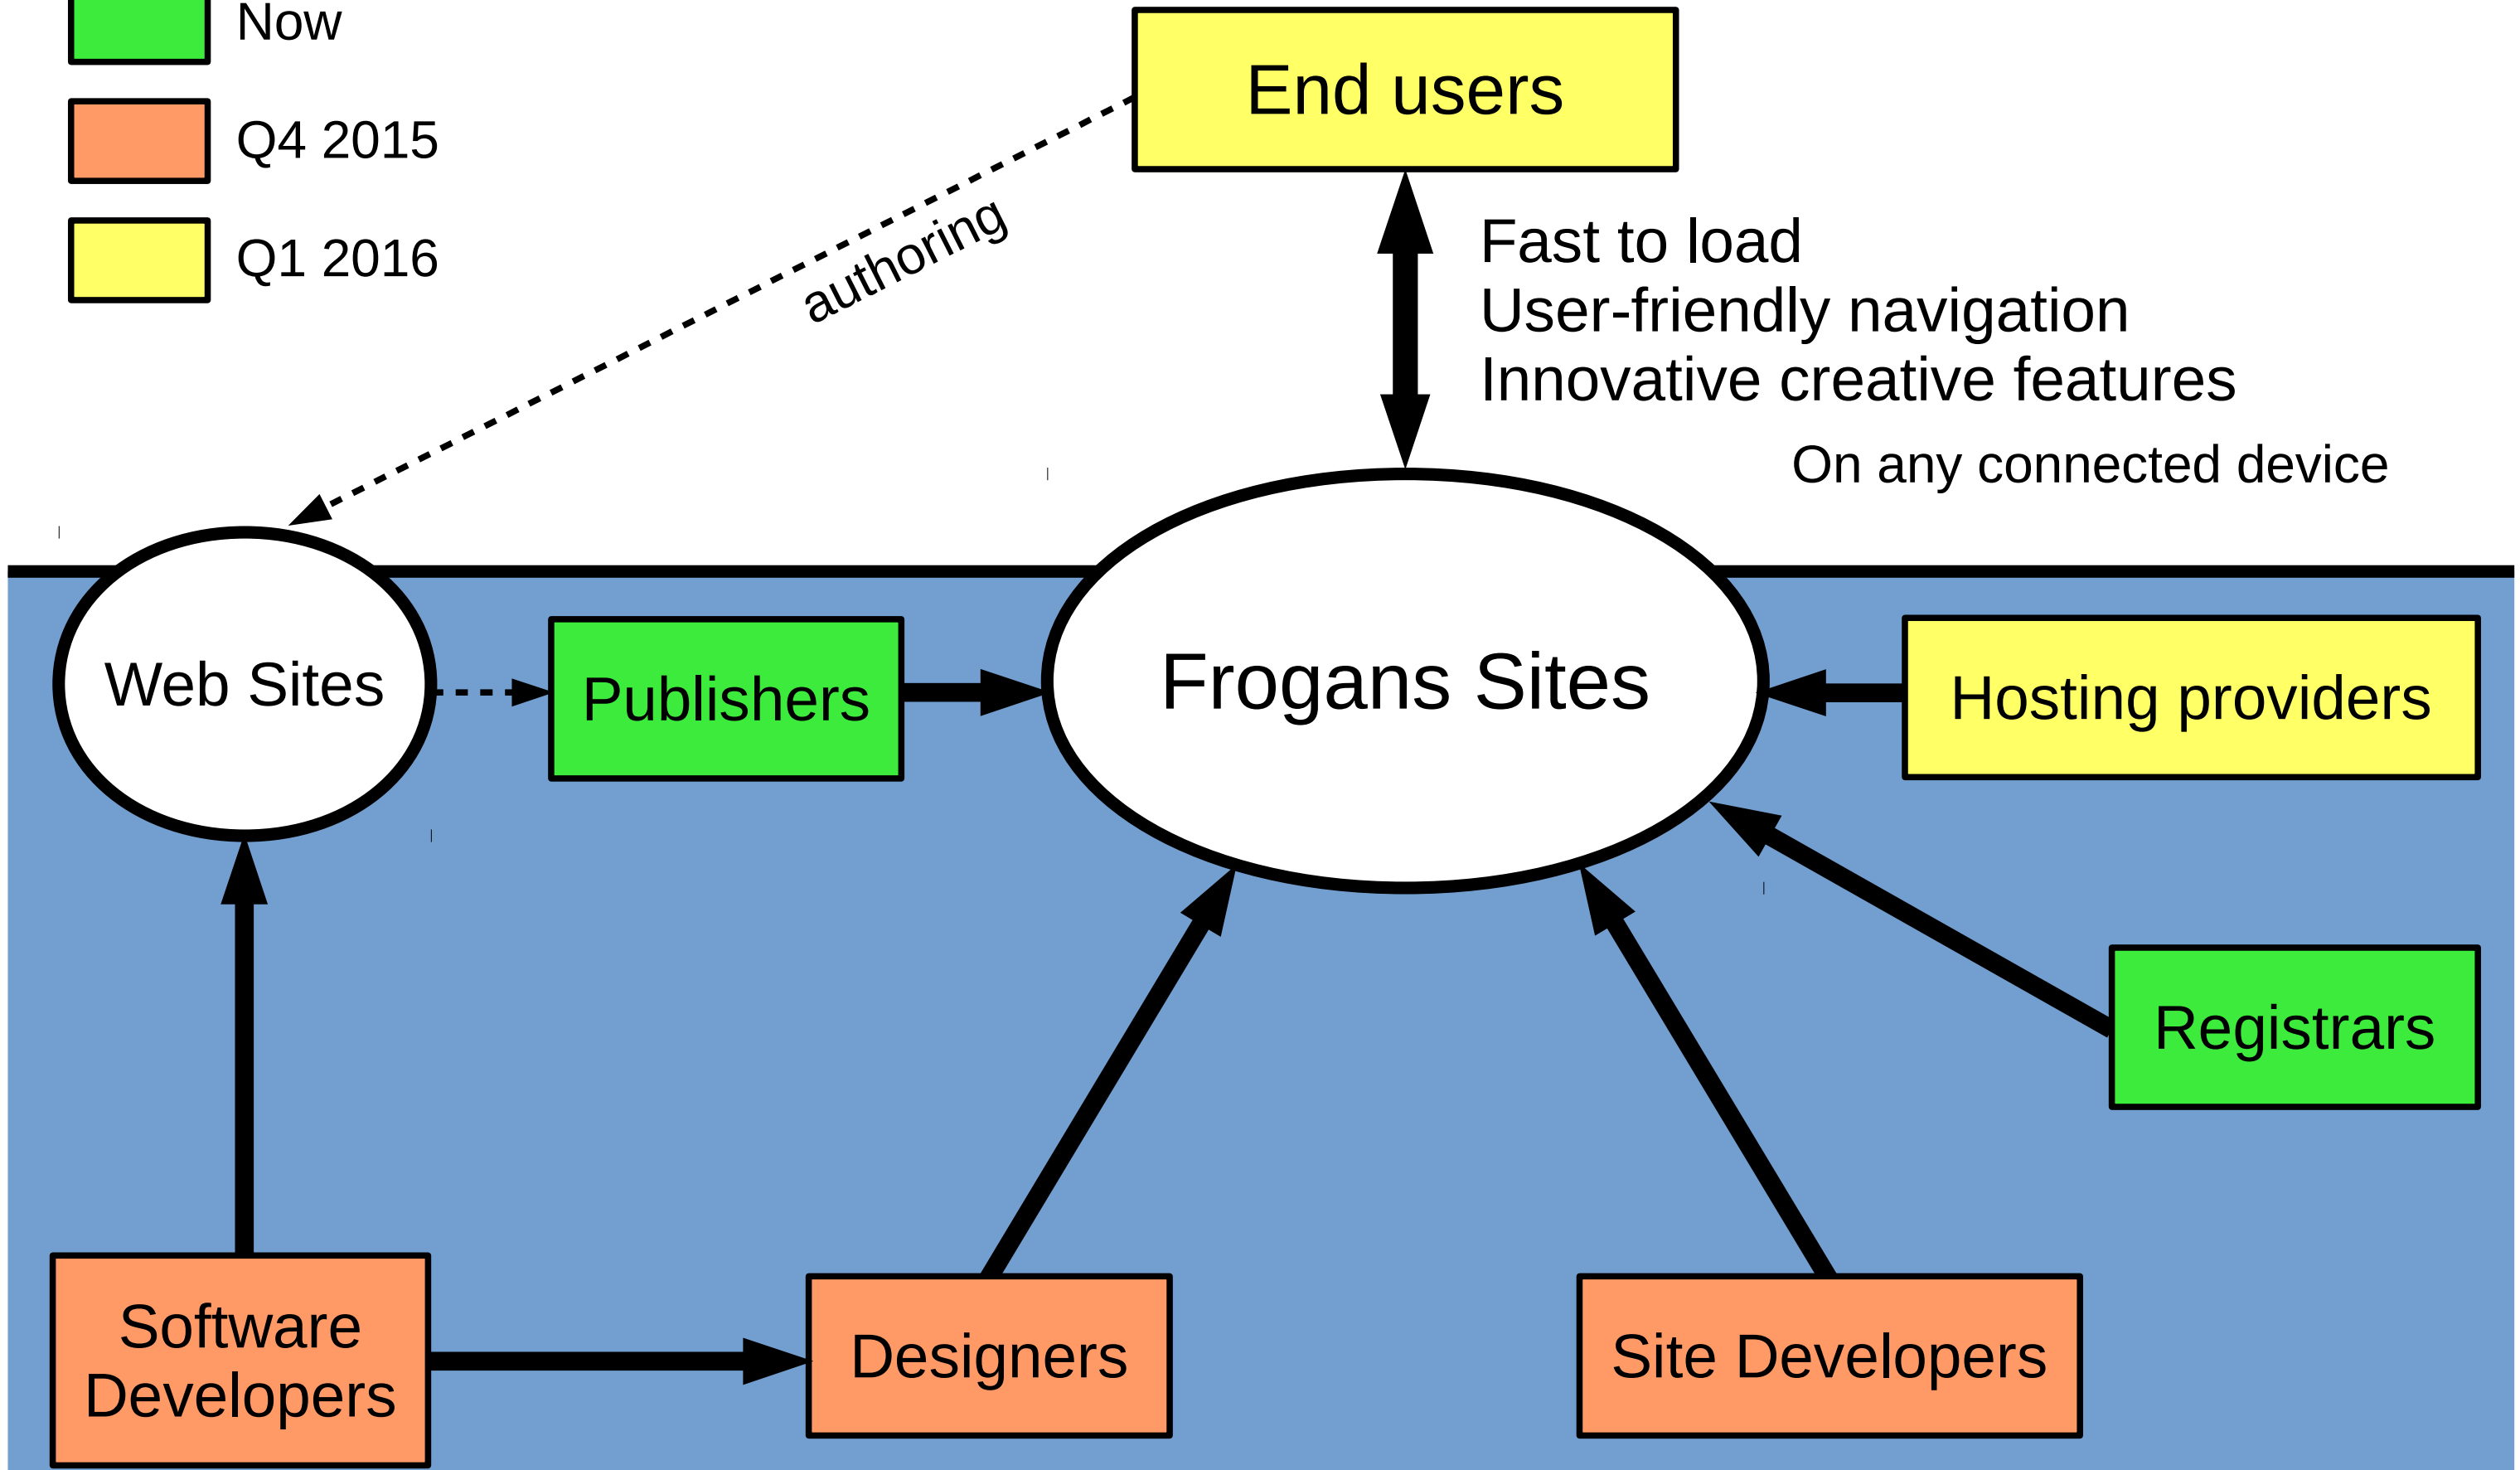 Now
Q4 2015
Q1 2016
End users
authoring
Fast to load
User-friendly navigation
Innovative creative features
On any connected device
Web Sites
Publishers
Frogans Sites
Hosting providers
Registrars
Software
Developers
Designers
Site Developers